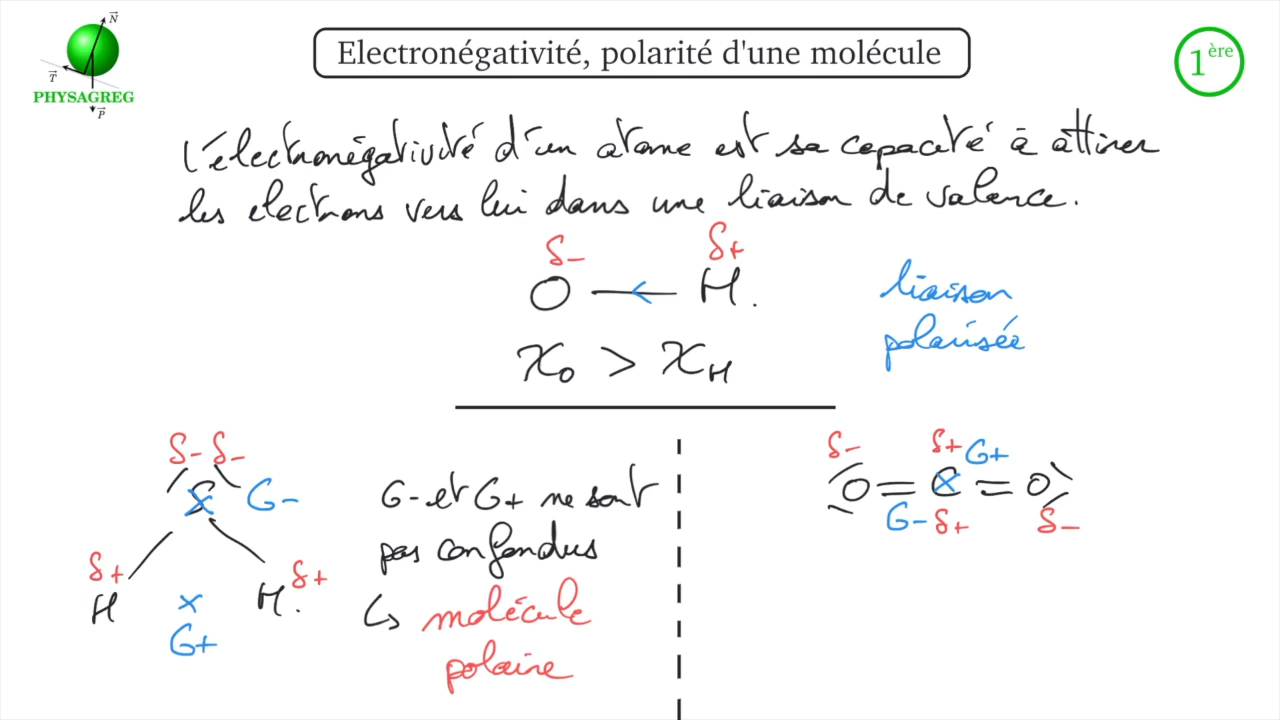 N
T
PHYSAGREG
P
Electronégativité, polarité d'une molécule
1ère
L'électronégativité d'un atome est sa capacité à attirer
les electrons vers lui dans une liaison de valence.
δ- δ+
O H.
liaison
polarisée
χO > χH
δ- δ-
S G-
δ+ δ+
H H.
G+
G- et G+ ne sont
pas confondus
↳ molécule
polaire
δ- δ+ G+
O = C = O
G- δ+ δ-